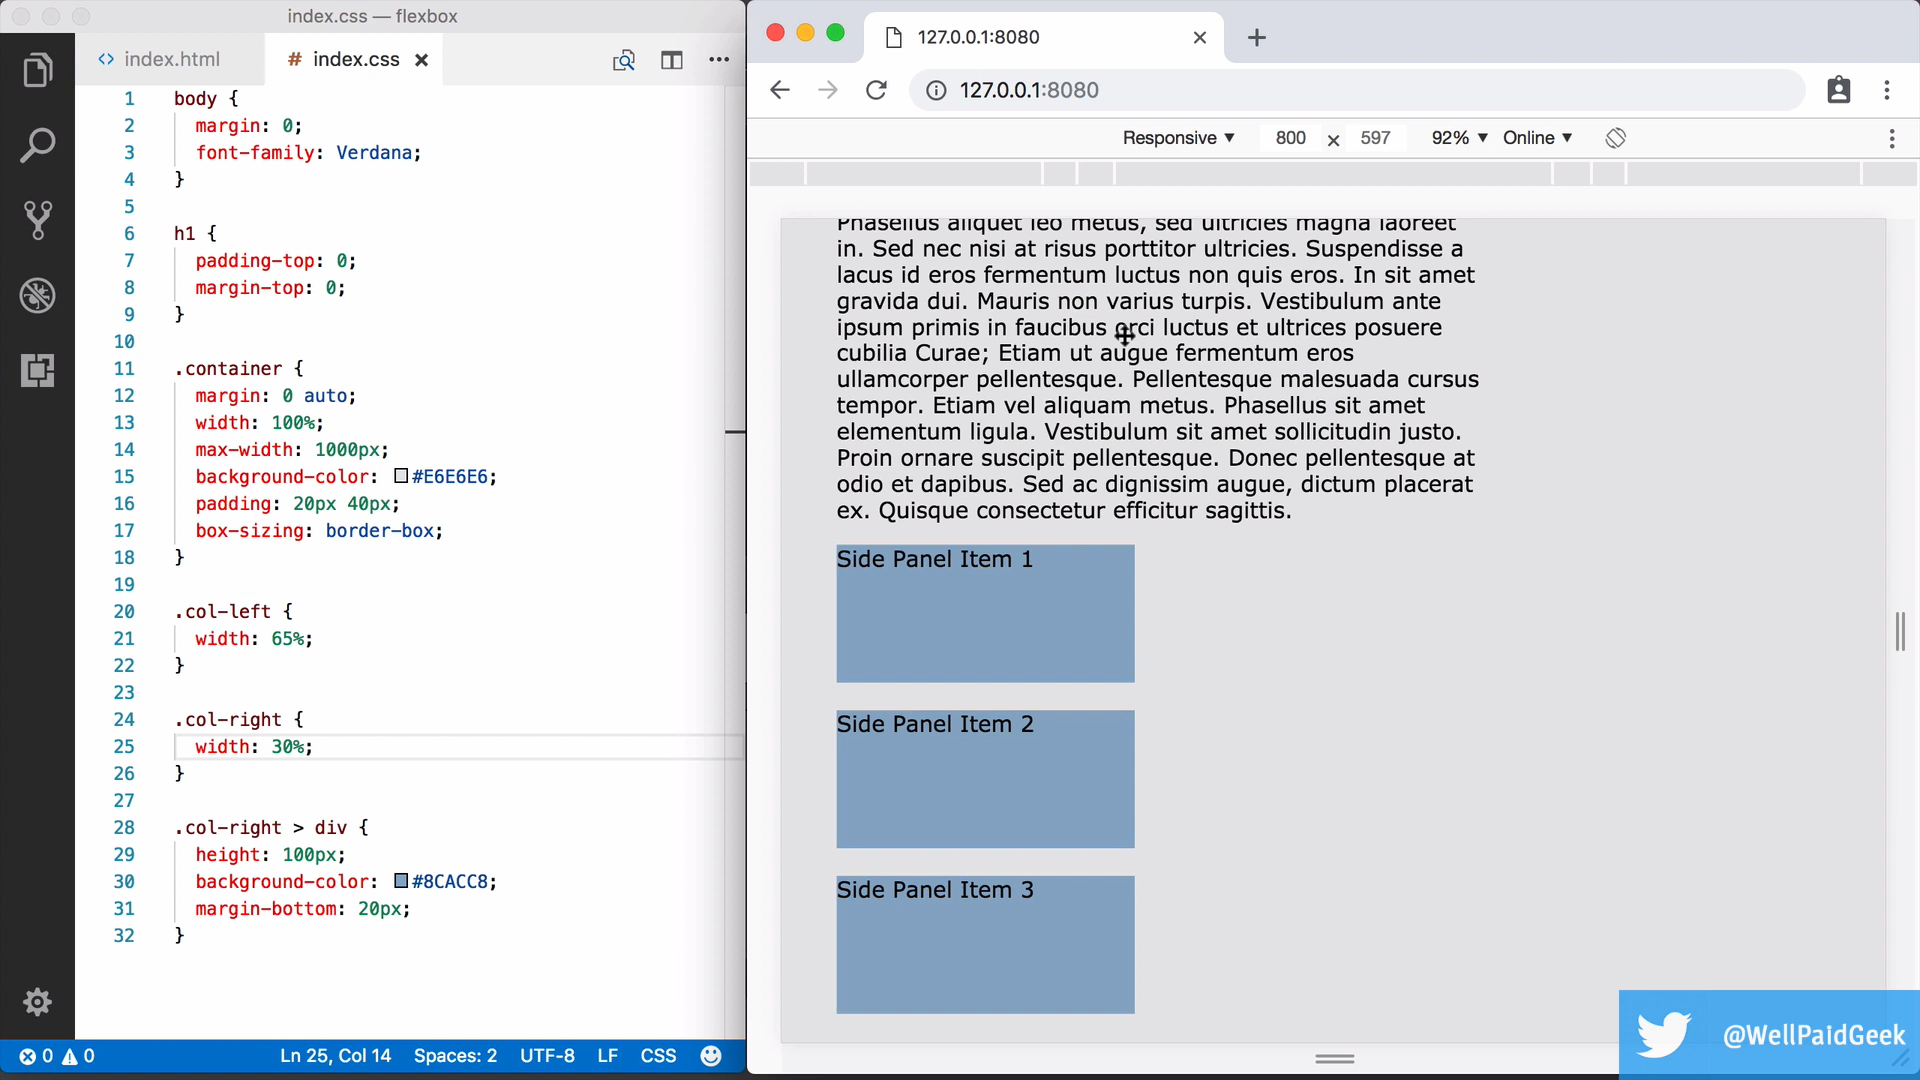 index.css — flexbox
<> index.html
# index.css
1 body {
2 margin: 0;
3 font-family: Verdana;
4 }
5
6 h1 {
7 padding-top: 0;
8 margin-top: 0;
9 }
10
11 .container {
12 margin: 0 auto;
13 width: 100%;
14 max-width: 1000px;
15 background-color: #E6E6E6;
16 padding: 20px 40px;
17 box-sizing: border-box;
18 }
19
20 .col-left {
21 width: 65%;
22 }
23
24 .col-right {
25 width: 30%;
26 }
27
28 .col-right > div {
29 height: 100px;
30 background-color: #8CACC8;
31 margin-bottom: 20px;
32 }
0 0 Ln 25, Col 14 Spaces: 2 UTF-8 LF CSS
127.0.0.1:8080
127.0.0.1:8080
Responsive 800 x 597 92% Online
Phasellus aliquet leo metus, sed ultricies magna laoreet
in. Sed nec nisi at risus porttitor ultricies. Suspendisse a
lacus id eros fermentum luctus non quis eros. In sit amet
gravida dui. Mauris non varius turpis. Vestibulum ante
ipsum primis in faucibus orci luctus et ultrices posuere
cubilia Curae; Etiam ut augue fermentum eros
ullamcorper pellentesque. Pellentesque malesuada cursus
tempor. Etiam vel aliquam metus. Phasellus sit amet
elementum ligula. Vestibulum sit amet sollicitudin justo.
Proin ornare suscipit pellentesque. Donec pellentesque at
odio et dapibus. Sed ac dignissim augue, dictum placerat
ex. Quisque consectetur efficitur sagittis.
Side Panel Item 1
Side Panel Item 2
Side Panel Item 3
@WellPaidGeek